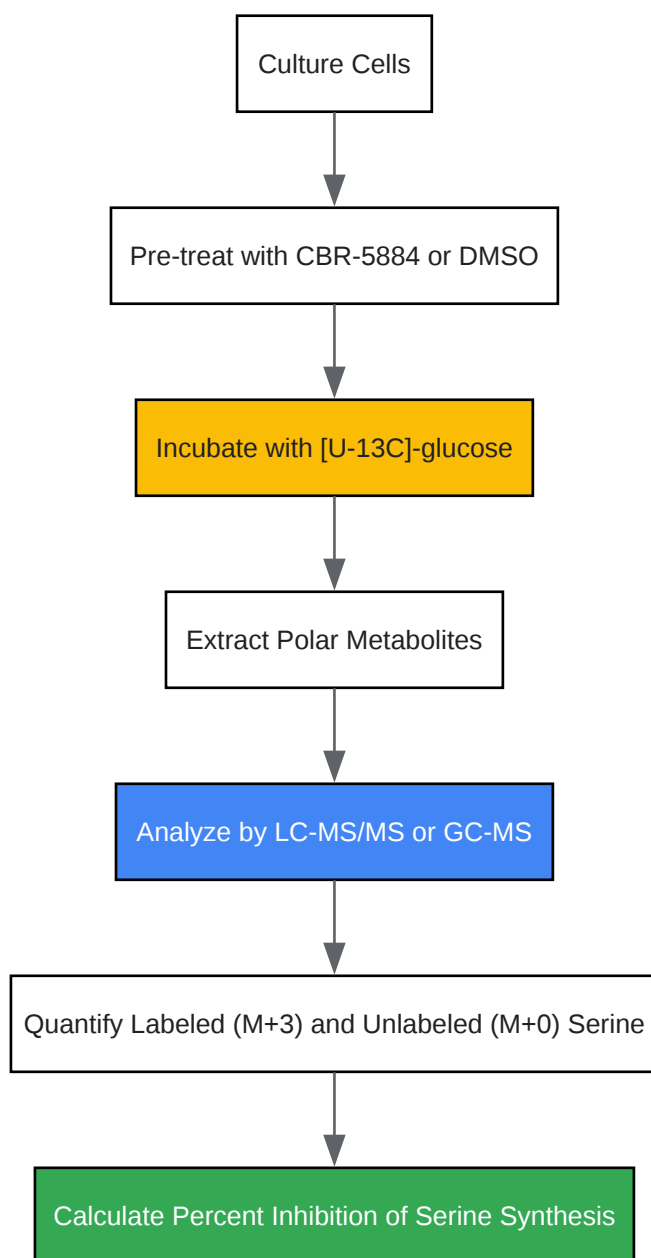 Culture Cells
Pre-treat with CBR-5884 or DMSO
Incubate with [U-13C]-glucose
Extract Polar Metabolites
Analyze by LC-MS/MS or GC-MS
Quantify Labeled (M+3) and Unlabeled (M+0) Serine
Calculate Percent Inhibition of Serine Synthesis